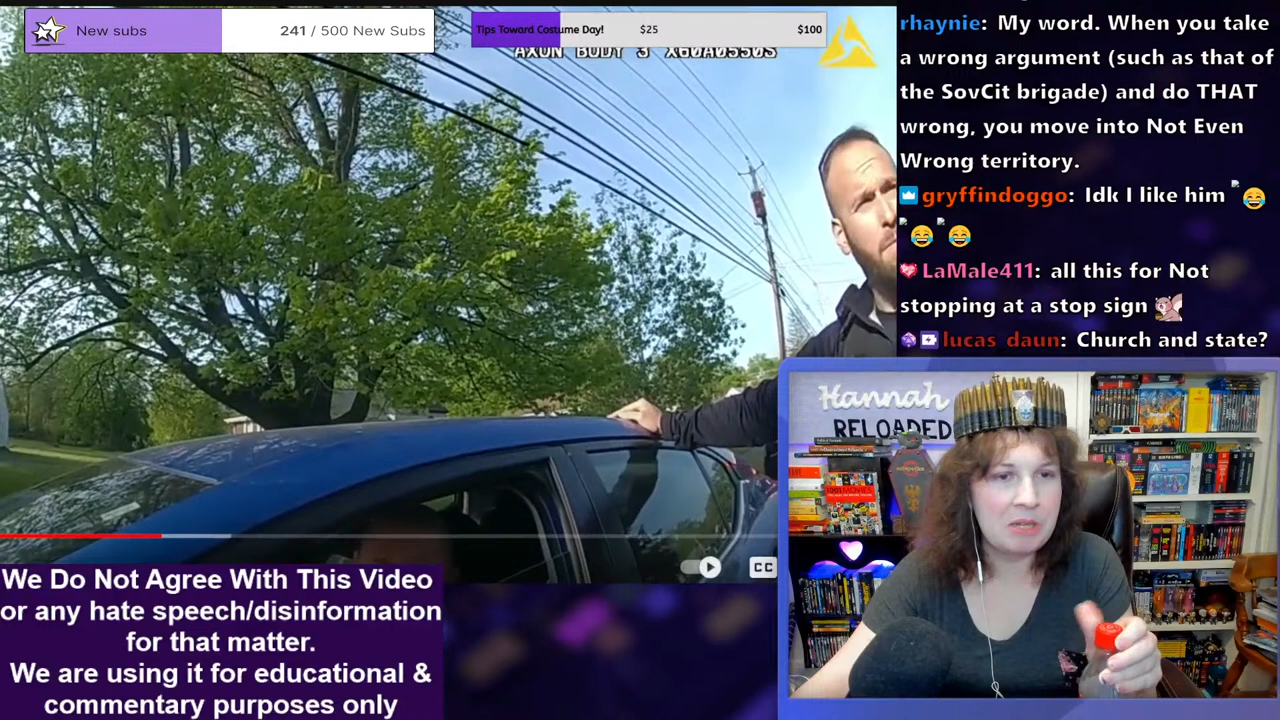 New subs
241 / 500 New Subs
Tips Toward Costume Day!
$25
$100
AXON BODY 3 X60A0550S
rhaynie: My word. When you take
a wrong argument (such as that of
the SovCit brigade) and do THAT
wrong, you move into Not Even
Wrong territory.
gryffindoggo: Idk I like him
LaMale411: all this for Not
stopping at a stop sign
lucas_daun: Church and state?
Hannah
RELOADED
CC
We Do Not Agree With This Video
or any hate speech/disinformation
for that matter.
We are using it for educational &
commentary purposes only